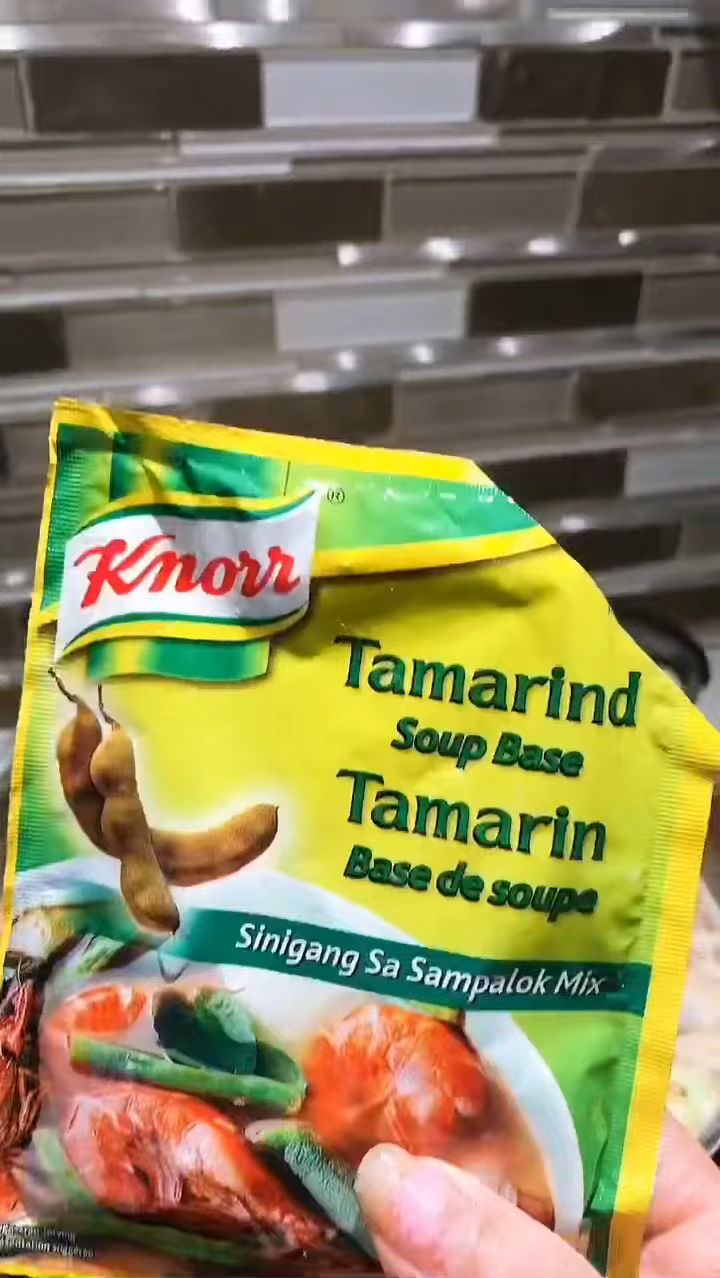 Knorr
®
Tamarind
Soup Base
Tamarin
Base de soupe
Sinigang Sa Sampalok Mix